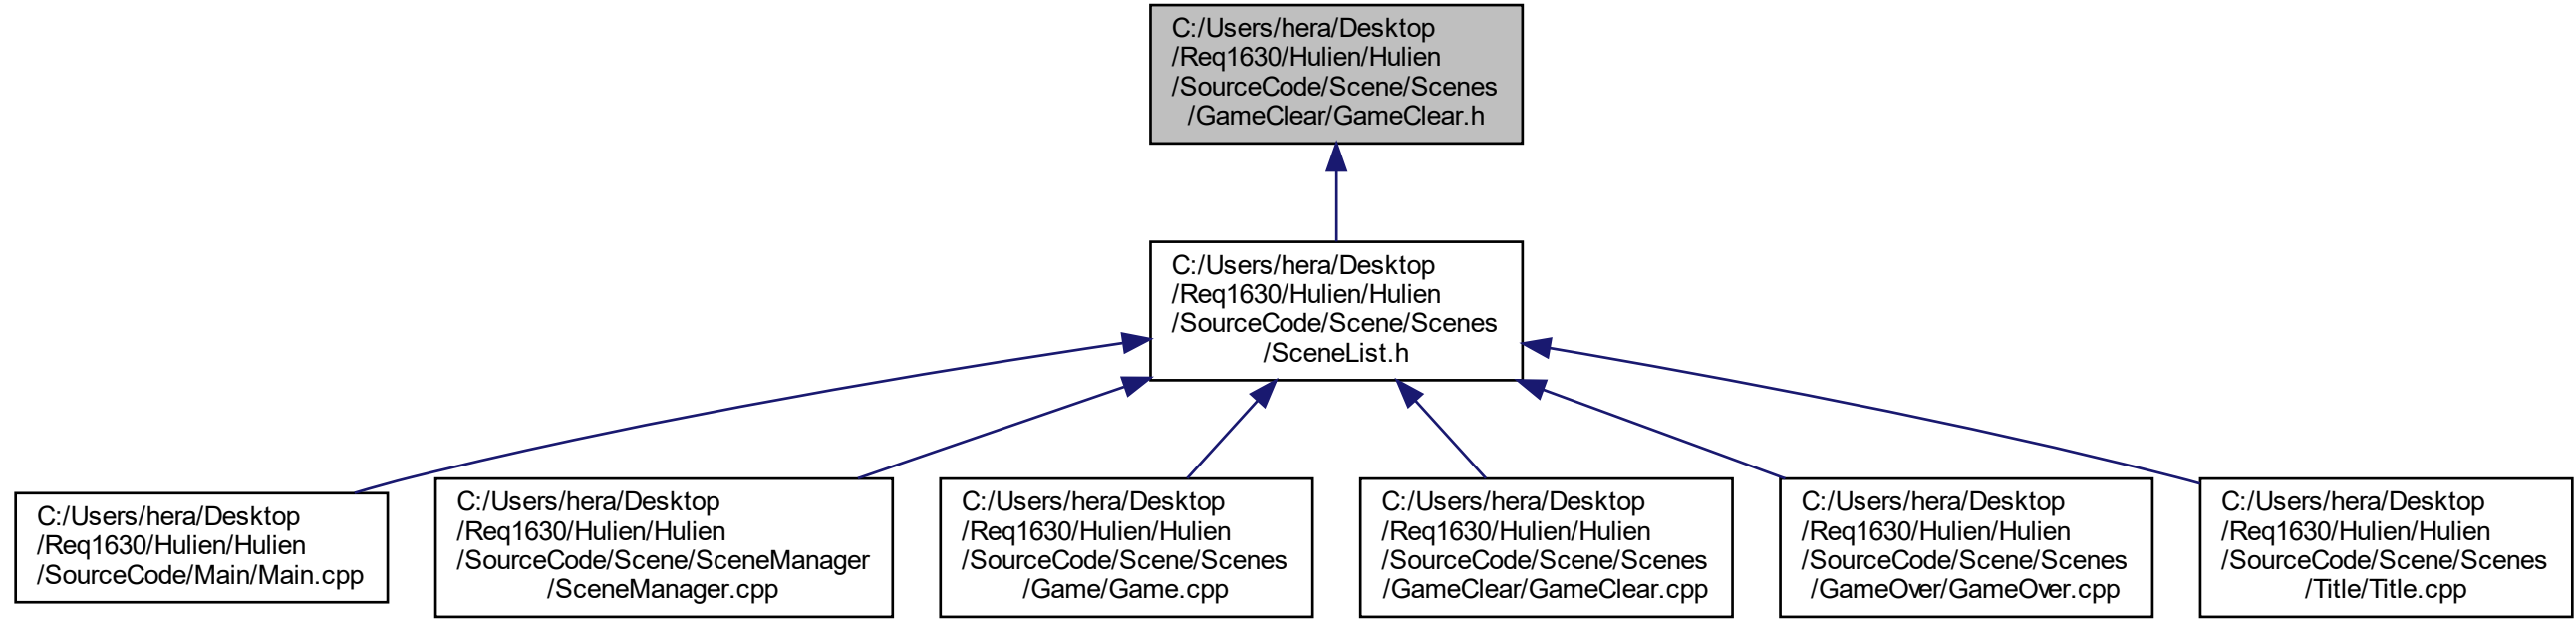 C:/Users/hera/Desktop
/Req1630/Hulien/Hulien
/SourceCode/Scene/Scenes
/GameClear/GameClear.h
C:/Users/hera/Desktop
/Req1630/Hulien/Hulien
/SourceCode/Scene/Scenes
/SceneList.h
C:/Users/hera/Desktop
/Req1630/Hulien/Hulien
/SourceCode/Main/Main.cpp
C:/Users/hera/Desktop
/Req1630/Hulien/Hulien
/SourceCode/Scene/SceneManager
/SceneManager.cpp
C:/Users/hera/Desktop
/Req1630/Hulien/Hulien
/SourceCode/Scene/Scenes
/Game/Game.cpp
C:/Users/hera/Desktop
/Req1630/Hulien/Hulien
/SourceCode/Scene/Scenes
/GameClear/GameClear.cpp
C:/Users/hera/Desktop
/Req1630/Hulien/Hulien
/SourceCode/Scene/Scenes
/GameOver/GameOver.cpp
C:/Users/hera/Desktop
/Req1630/Hulien/Hulien
/SourceCode/Scene/Scenes
/Title/Title.cpp